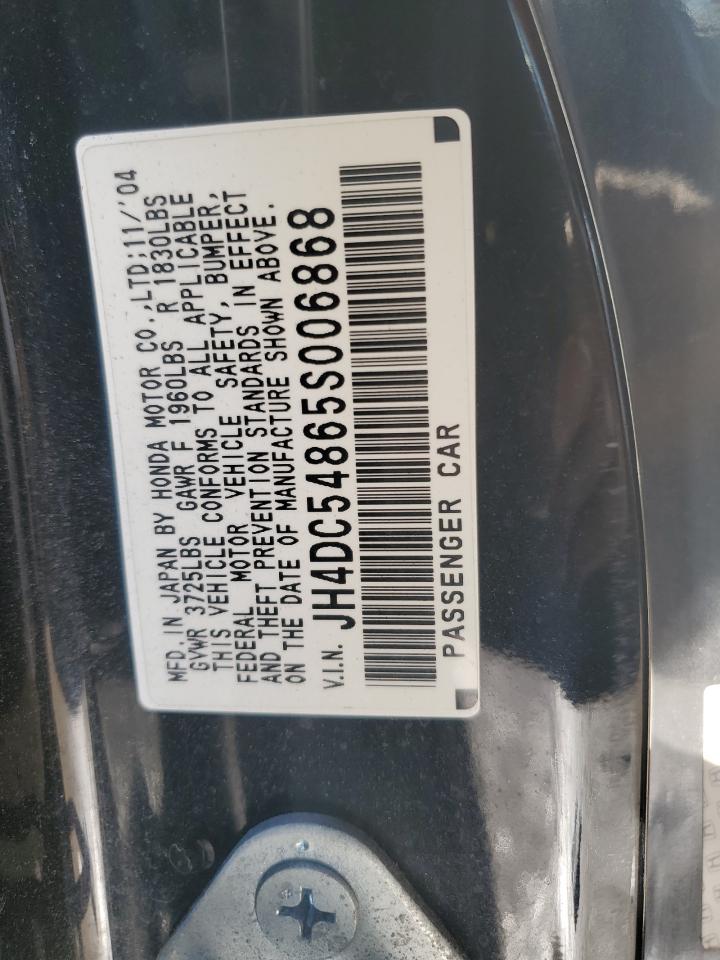 MFD. IN JAPAN BY HONDA MOTOR CO.,LTD;11/'04
GVWR 3725LBS GAWR F 1960LBS R 1830LBS
THIS VEHICLE CONFORMS TO ALL APPLICABLE
FEDERAL MOTOR VEHICLE SAFETY, BUMPER,
AND THEFT PREVENTION STANDARDS IN EFFECT
ON THE DATE OF MANUFACTURE SHOWN ABOVE.
V.I.N. JH4DC54865S006868
PASSENGER CAR